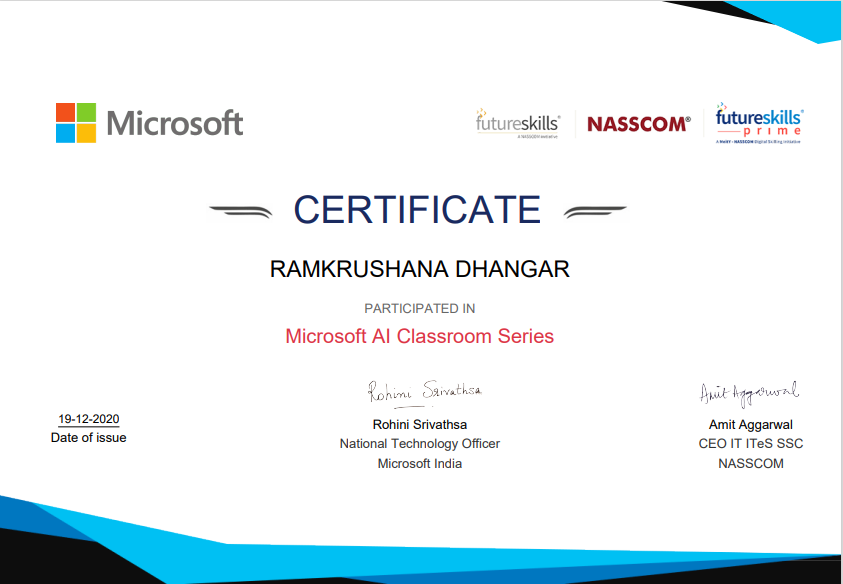 Microsoft
futureskills®
A NASSCOM Initiative
NASSCOM®
futureskills®
prime
A MeitY - NASSCOM Digital Skilling Initiative
CERTIFICATE
RAMKRUSHANA DHANGAR
PARTICIPATED IN
Microsoft AI Classroom Series
19-12-2020
Date of issue
Rohini Srivathsa
Rohini Srivathsa
National Technology Officer
Microsoft India
Amit Aggarwal
Amit Aggarwal
CEO IT ITeS SSC
NASSCOM